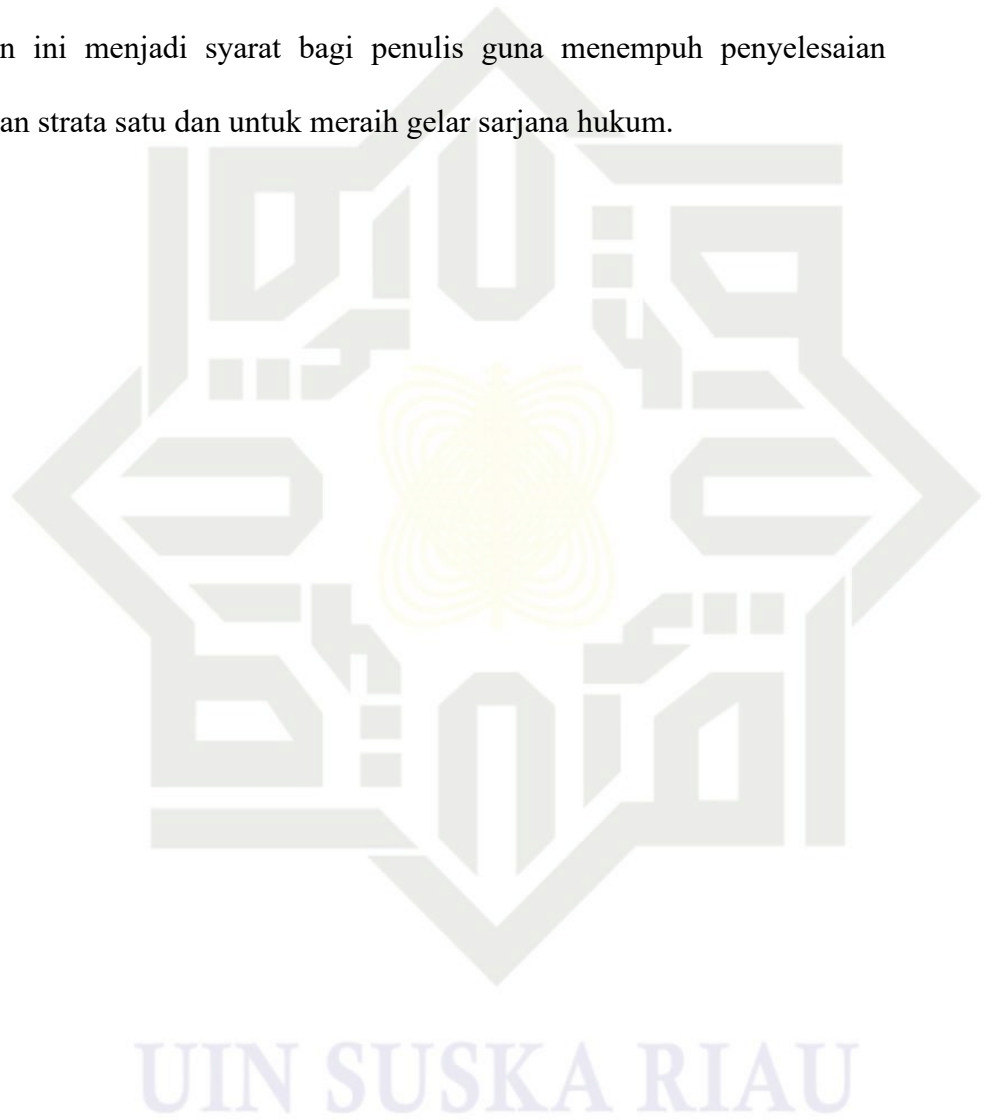 n ini menjadi syarat bagi penulis guna menempuh penyelesaian
an strata satu dan untuk meraih gelar sarjana hukum.
UIN SUSKA RIAU